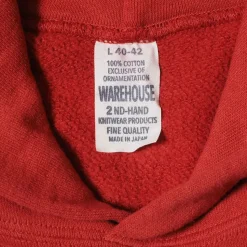 L 40-42
100% COTTON
EXCLUSIVE OF
ORNAMENTATION
WAREHOUSE
2 ND-HAND
KNITWEAR PRODUCTS
FINE QUALITY
MADE IN JAPAN